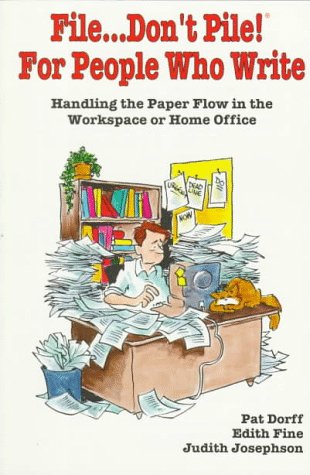 File...Don't Pile!®
For People Who Write
Handling the Paper Flow in the
Workspace or Home Office
DEAD
LINE
NOW
Pat Dorff
Edith Fine
Judith Josephson